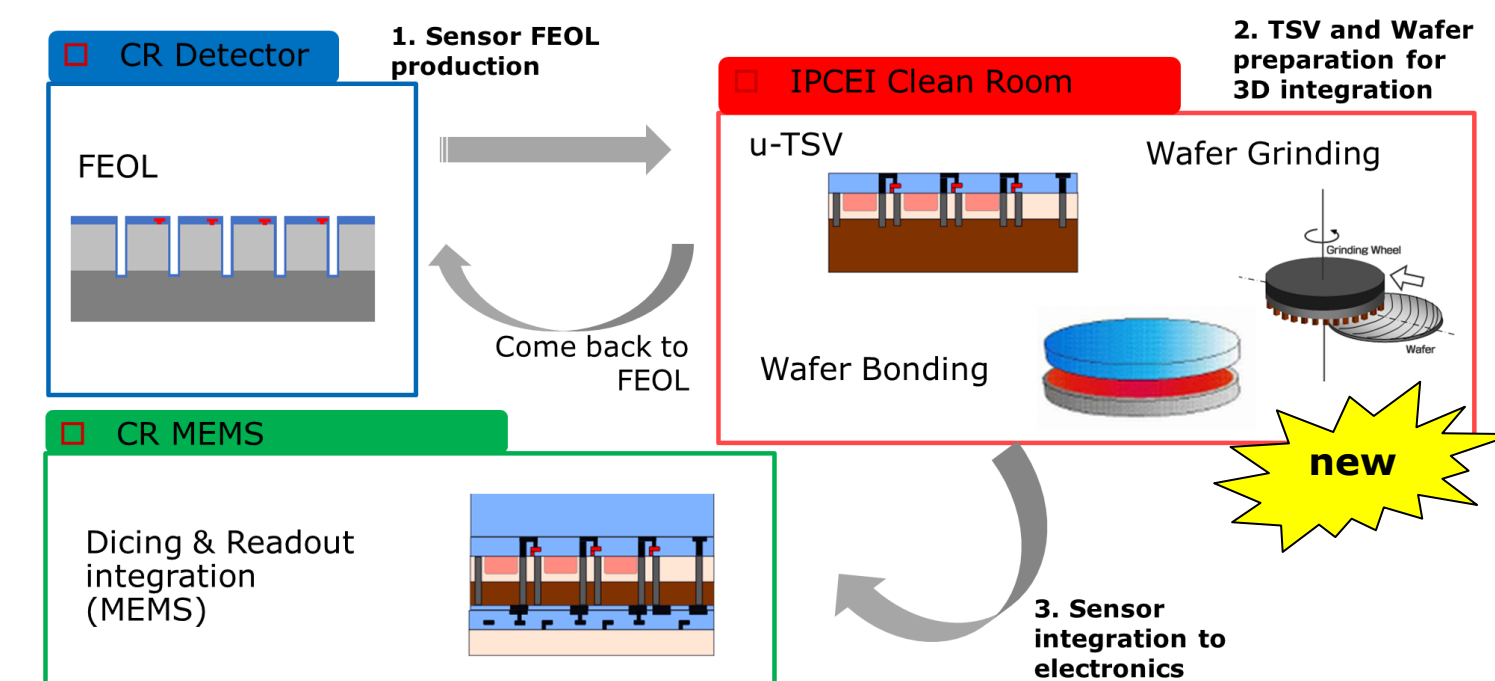 CR Detector
1. Sensor FEOL
production
FEOL
Come back to
FEOL
IPCEI Clean Room
2. TSV and Wafer
preparation for
3D integration
u-TSV
Wafer Grinding
Grinding Wheel
Wafer
Wafer Bonding
new
CR MEMS
Dicing & Readout
integration
(MEMS)
3. Sensor
integration to
electronics